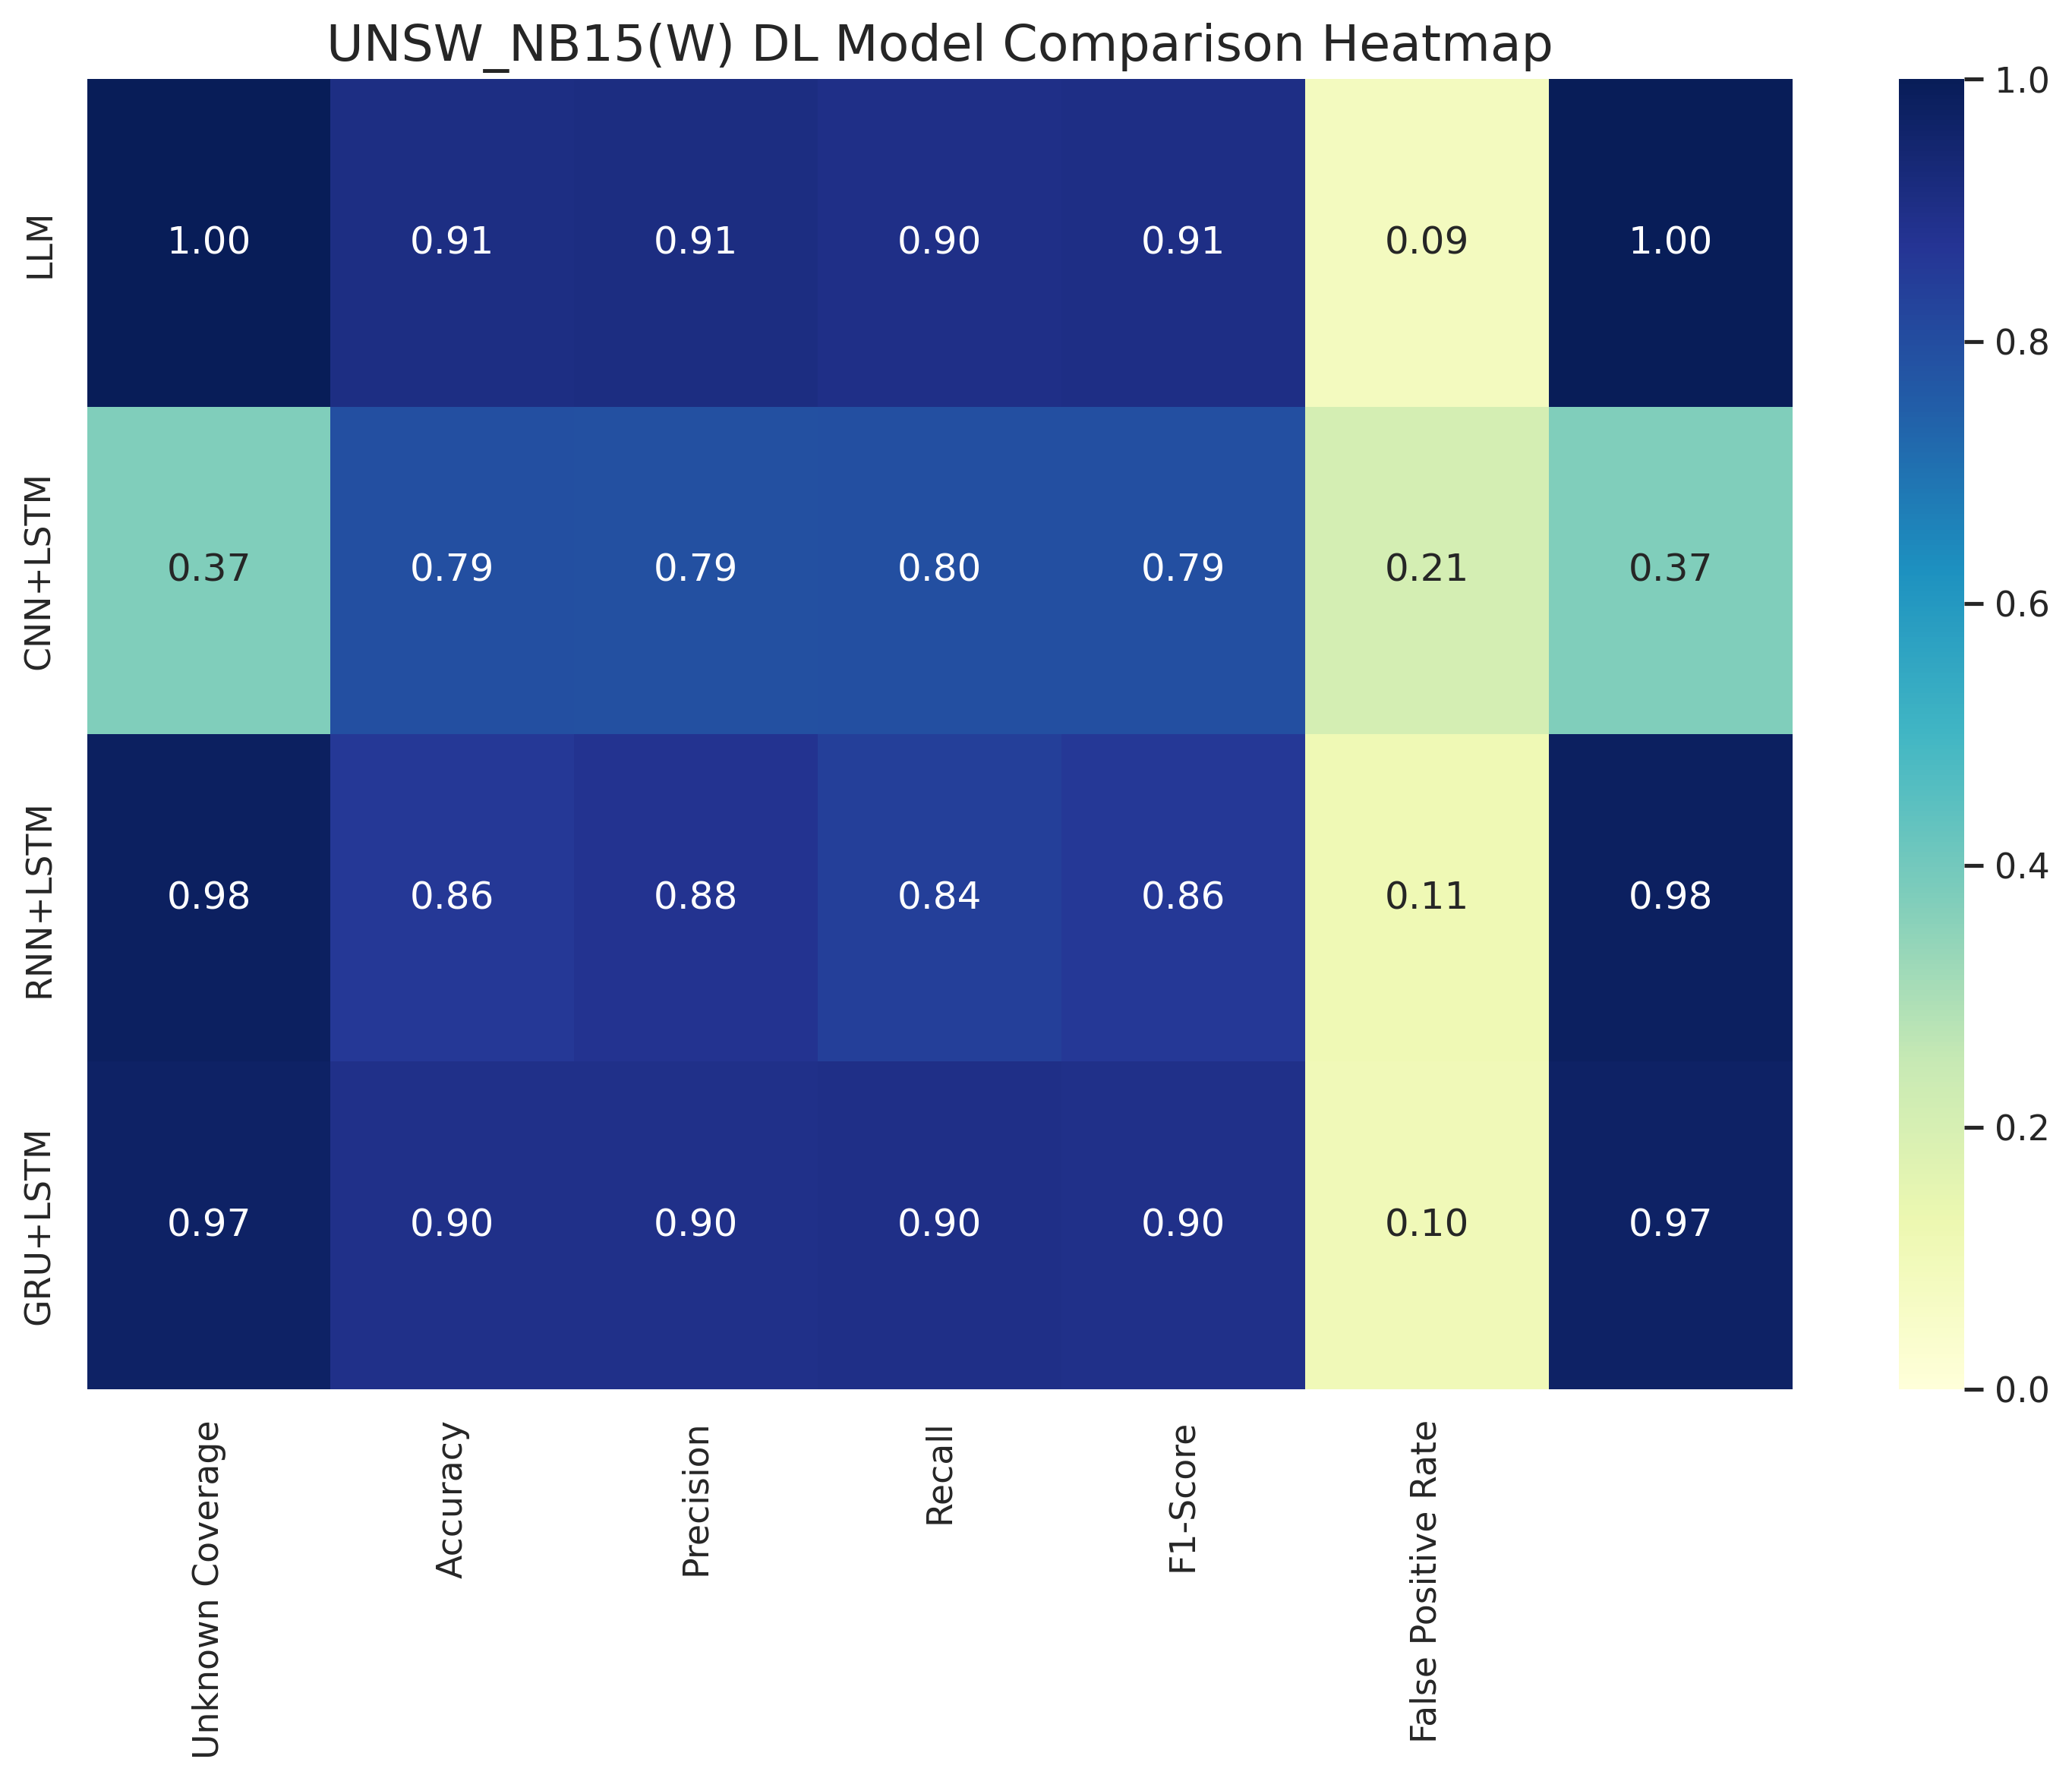 UNSW_NB15(W) DL Model Comparison Heatmap
LLM 1.00 0.91 0.91 0.90 0.91 0.09 1.00
CNN+LSTM 0.37 0.79 0.79 0.80 0.79 0.21 0.37
RNN+LSTM 0.98 0.86 0.88 0.84 0.86 0.11 0.98
GRU+LSTM 0.97 0.90 0.90 0.90 0.90 0.10 0.97
Unknown Coverage
Accuracy
Precision
Recall
F1-Score
False Positive Rate
1.0
0.8
0.6
0.4
0.2
0.0